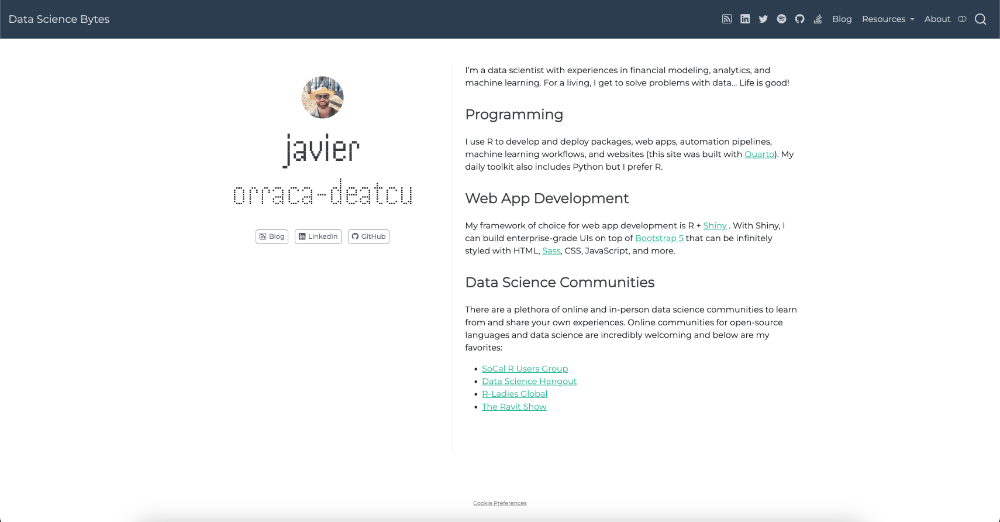 Data Science Bytes
Blog Resources About
javier
orraca-deatcu
Blog LinkedIn GitHub
I'm a data scientist with experiences in financial modeling, analytics, and
machine learning. For a living, I get to solve problems with data... Life is good!
Programming
I use R to develop and deploy packages, web apps, automation pipelines,
machine learning workflows, and websites (this site was built with Quarto). My
daily toolkit also includes Python but I prefer R.
Web App Development
My framework of choice for web app development is R + Shiny . With Shiny, I
can build enterprise-grade UIs on top of Bootstrap 5 that can be infinitely
styled with HTML, Sass, CSS, JavaScript, and more.
Data Science Communities
There are a plethora of online and in-person data science communities to learn
from and share your own experiences. Online communities for open-source
languages and data science are incredibly welcoming and below are my
favorites:
• SoCal R Users Group
• Data Science Hangout
• R-Ladies Global
• The Ravit Show
Cookie Preferences